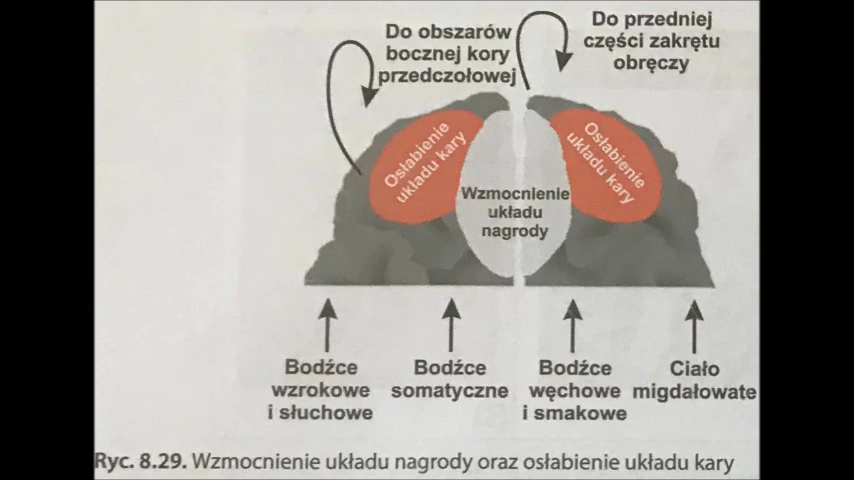 Do obszarów
bocznej kory
przedczołowej
Do przedniej
części zakrętu
obręczy
Osłabienie
układu kary
Wzmocnienie
układu
nagrody
Osłabienie
układu kary
Bodźce
wzrokowe
i słuchowe
Bodźce
somatyczne
Bodźce
węchowe
i smakowe
Ciało
migdałowate
Ryc. 8.29. Wzmocnienie układu nagrody oraz osłabienie układu kary